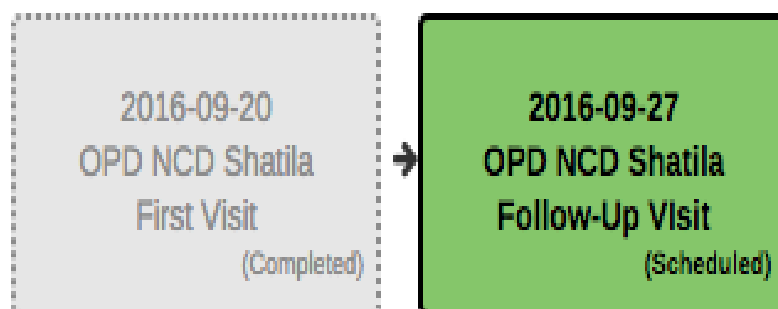 2016-09-20
OPD NCD Shatila
First Visit
(Completed)
2016-09-27
OPD NCD Shatila
Follow-Up VIsit
(Scheduled)